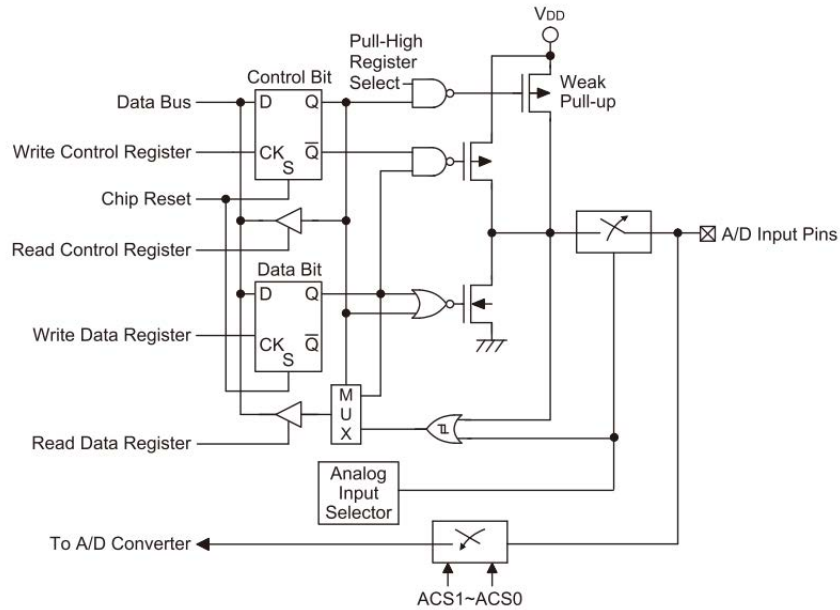 VDD
Pull-High
Register
Select
Weak
Pull-up
Control Bit
Data Bus
D
Q
Write Control Register
CK
Q̅
S
Chip Reset
Read Control Register
Data Bit
D
Q
Write Data Register
CK
Q̅
S
A/D Input Pins
M
U
X
Read Data Register
Analog
Input
Selector
To A/D Converter
ACS1~ACS0